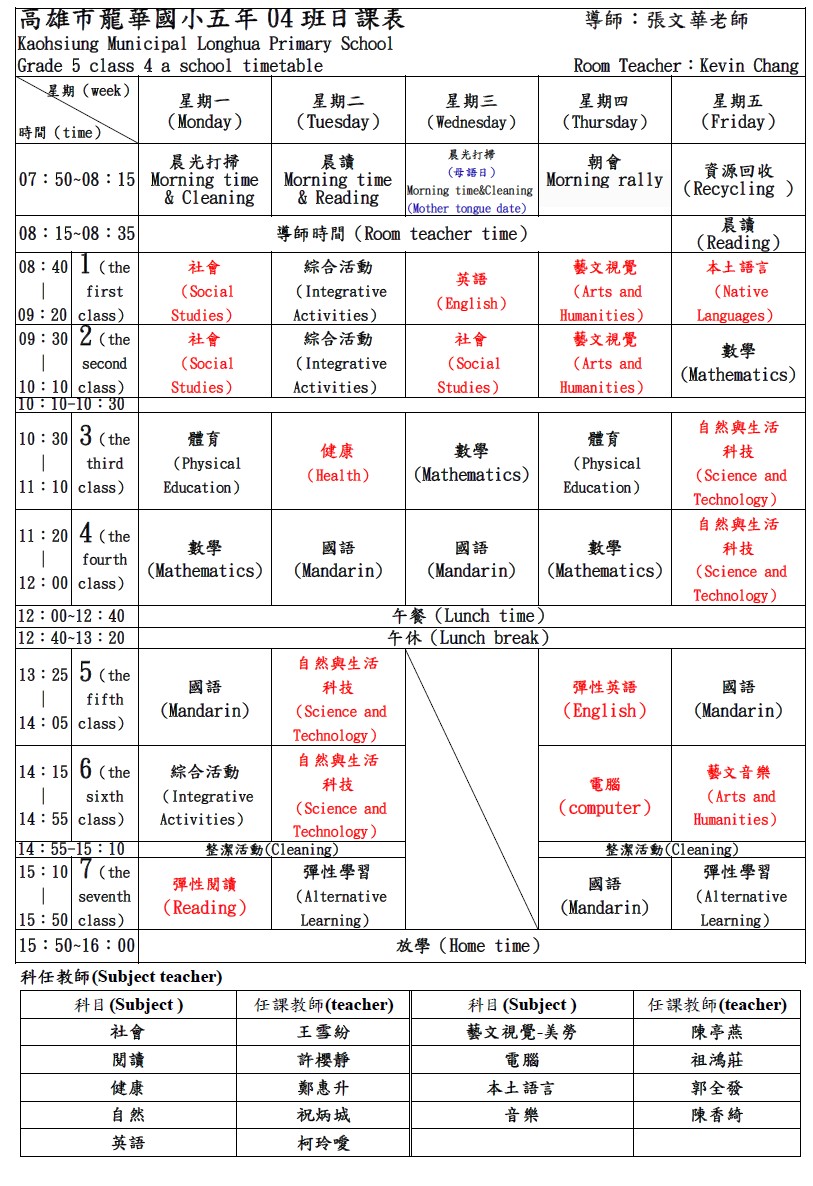 高雄市龍華國小五年 04 班日課表 導師：張文華老師
Kaohsiung Municipal Longhua Primary School
Grade 5 class 4 a school timetable Room Teacher：Kevin Chang
星期（week）
時間（time）
星期一 （Monday）
星期二 （Tuesday）
星期三 （Wednesday）
星期四 （Thursday）
星期五 （Friday）
07：50~08：15
晨光打掃
Morning time
& Cleaning
晨讀
Morning time
& Reading
晨光打掃
（母語日）
Morning time&Cleaning
(Mother tongue date)
朝會
Morning rally
資源回收
（Recycling ）
08：15~08：35
導師時間（Room teacher time）
晨讀
（Reading）
08：40
|
09：20
1（the
first
class）
社會
（Social
Studies）
綜合活動
（Integrative
Activities）
英語
（English）
藝文視覺
（Arts and
Humanities）
本土語言
（Native
Languages）
09：30
|
10：10
2（the
second
class）
社會
（Social
Studies）
綜合活動
（Integrative
Activities）
社會
（Social
Studies）
藝文視覺
（Arts and
Humanities）
數學
（Mathematics）
10：10-10：30
10：30
|
11：10
3（the
third
class）
體育
（Physical
Education）
健康
（Health）
數學
（Mathematics）
體育
（Physical
Education）
自然與生活
科技
（Science and
Technology）
11：20
|
12：00
4（the
fourth
class）
數學
（Mathematics）
國語
（Mandarin）
國語
（Mandarin）
數學
（Mathematics）
自然與生活
科技
（Science and
Technology）
12：00~12：40
午餐（Lunch time）
12：40~13：20
午休（Lunch break）
13：25
|
14：05
5（the
fifth
class）
國語
（Mandarin）
自然與生活
科技
（Science and
Technology）
彈性英語
（English）
國語
（Mandarin）
14：15
|
14：55
6（the
sixth
class）
綜合活動
（Integrative
Activities）
自然與生活
科技
（Science and
Technology）
電腦
（computer）
藝文音樂
（Arts and
Humanities）
14：55-15：10
整潔活動(Cleaning)
整潔活動(Cleaning)
15：10
|
15：50
7（the
seventh
class）
彈性閱讀
（Reading）
彈性學習
（Alternative
Learning）
國語
（Mandarin）
彈性學習
（Alternative
Learning）
15：50~16：00
放學（Home time）
科任教師(Subject teacher)
科目(Subject ) 任課教師(teacher) 科目(Subject ) 任課教師(teacher)
社會 王雪紛 藝文視覺-美勞 陳亭燕
閱讀 許櫻靜 電腦 祖鴻莊
健康 鄭惠升 本土語言 郭全發
自然 祝炳城 音樂 陳香綺
英語 柯玲嬡